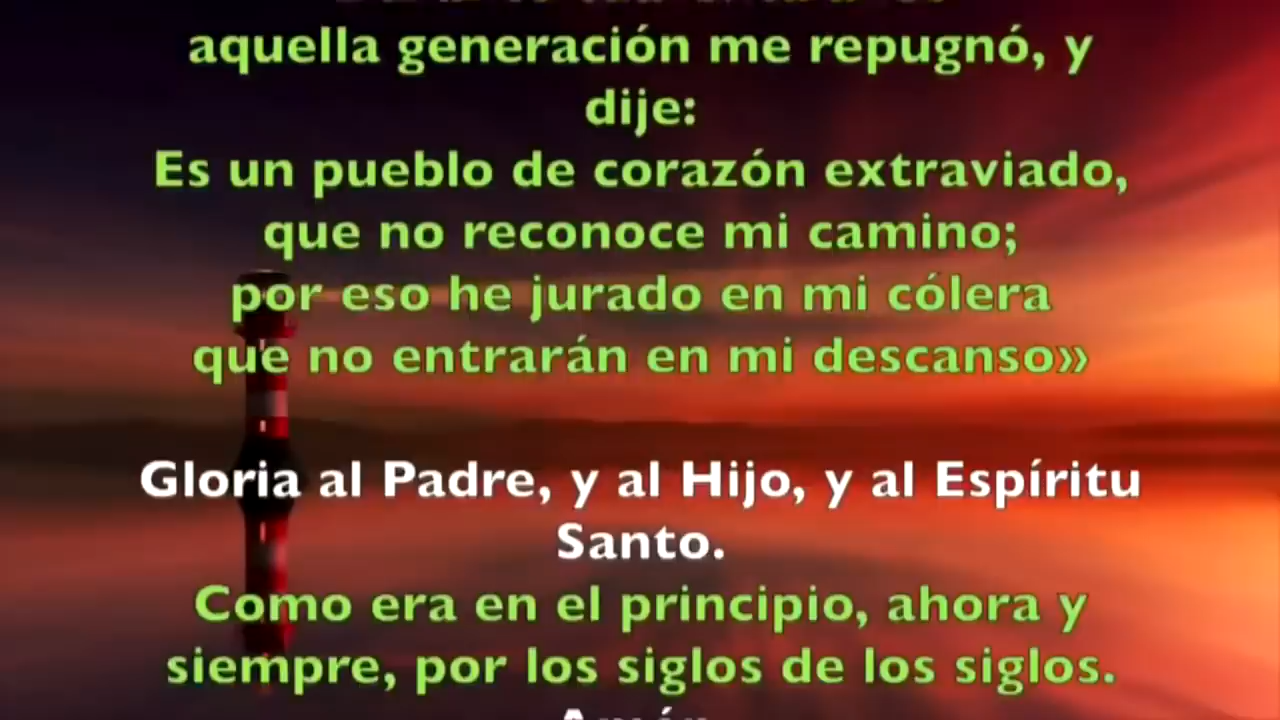 aquella generación me repugnó, y
dije:
Es un pueblo de corazón extraviado,
que no reconoce mi camino;
por eso he jurado en mi cólera
que no entrarán en mi descanso»
Gloria al Padre, y al Hijo, y al Espíritu
Santo.
Como era en el principio, ahora y
siempre, por los siglos de los siglos.